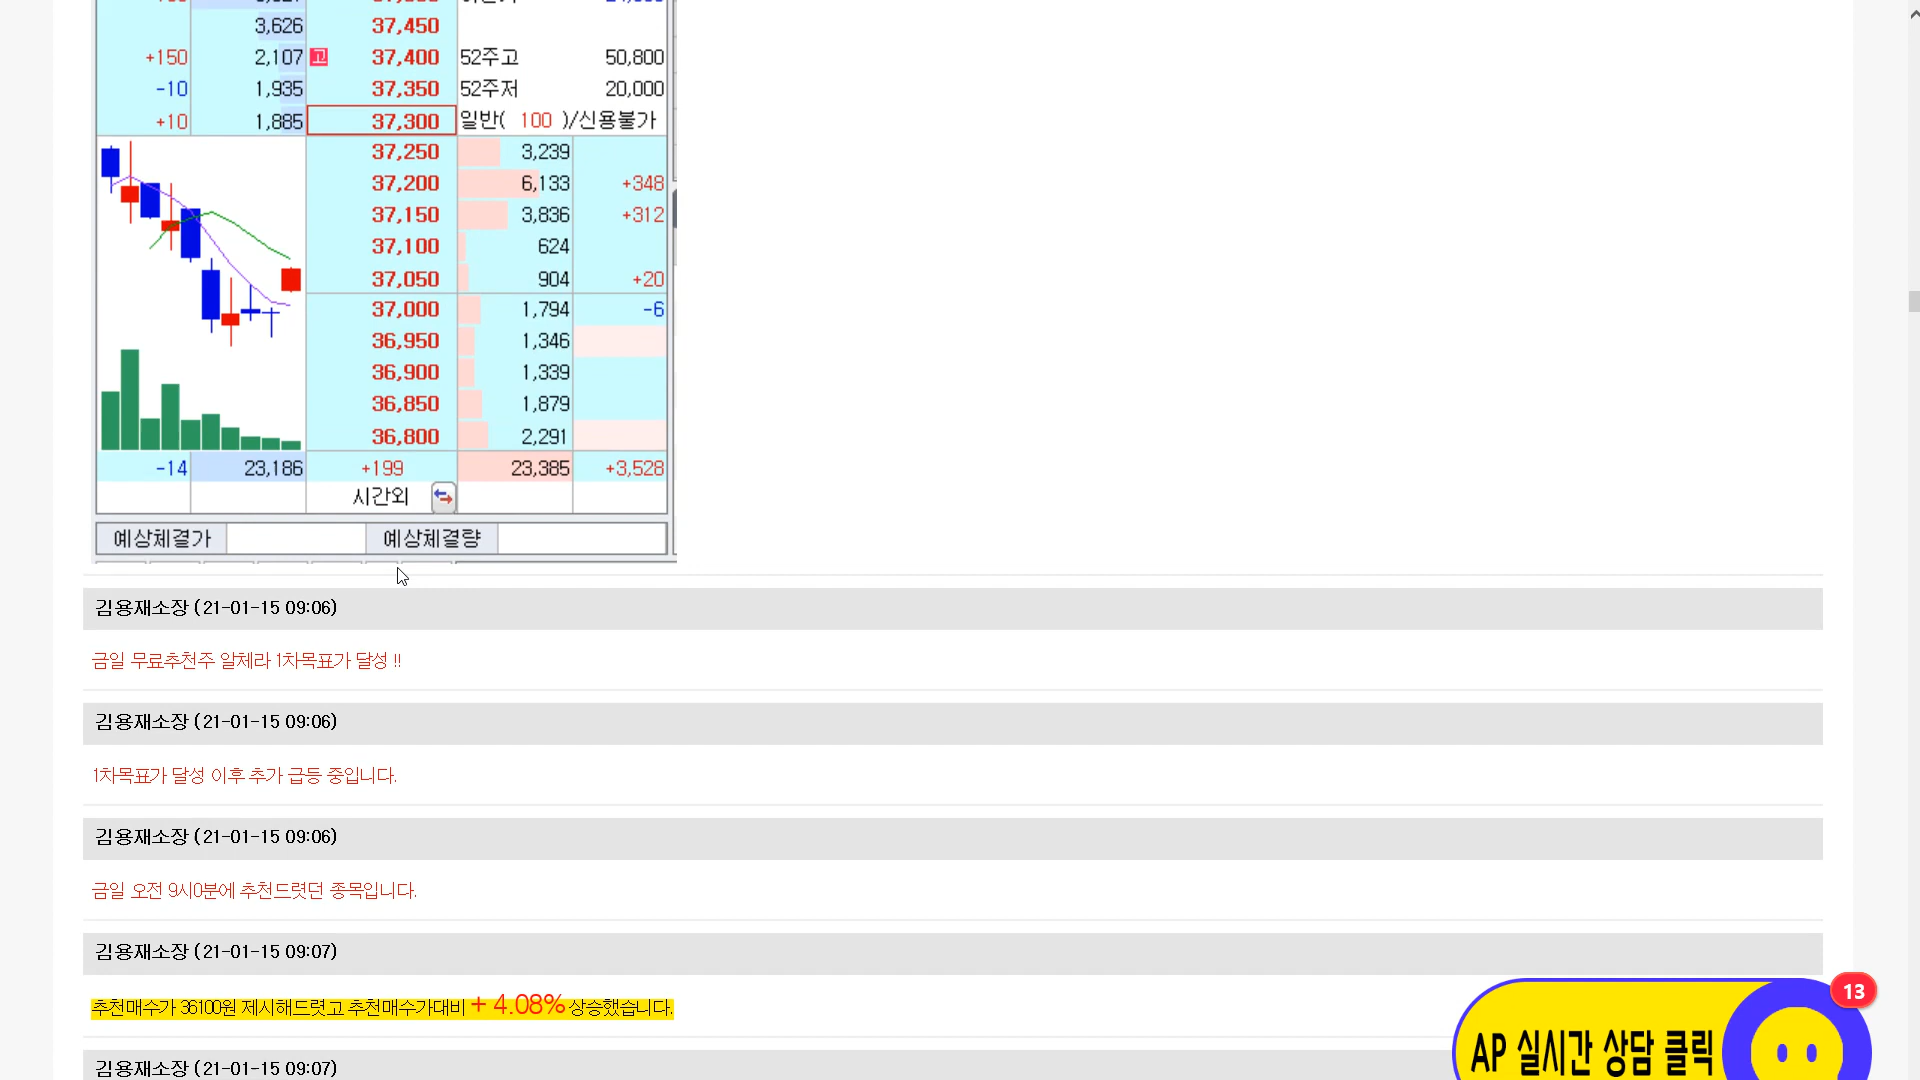 3,626 37,450
+150 2,107 고 37,400 52주고 50,800
-10 1,935 37,350 52주저 20,000
+10 1,885 37,300 일반( 100 )/신용불가
37,250 3,239
37,200 6,133 +348
37,150 3,836 +312
37,100 624
37,050 904 +20
37,000 1,794 -6
36,950 1,346
36,900 1,339
36,850 1,879
36,800 2,291
-14 23,186 +199 23,385 +3,528
시간외
예상체결가 예상체결량
김용재소장 (21-01-15 09:06)
금일 무료추천주 알체라 1차목표가 달성 !!
김용재소장 (21-01-15 09:06)
1차목표가 달성 이후 추가 급등 중입니다.
김용재소장 (21-01-15 09:06)
금일 오전 9시0분에 추천드렸던 종목입니다.
김용재소장 (21-01-15 09:07)
추천매수가 36100원 제시해드렸고 추천매수가대비 + 4.08% 상승했습니다.
김용재소장 (21-01-15 09:07)
13
AP 실시간 상담 클릭